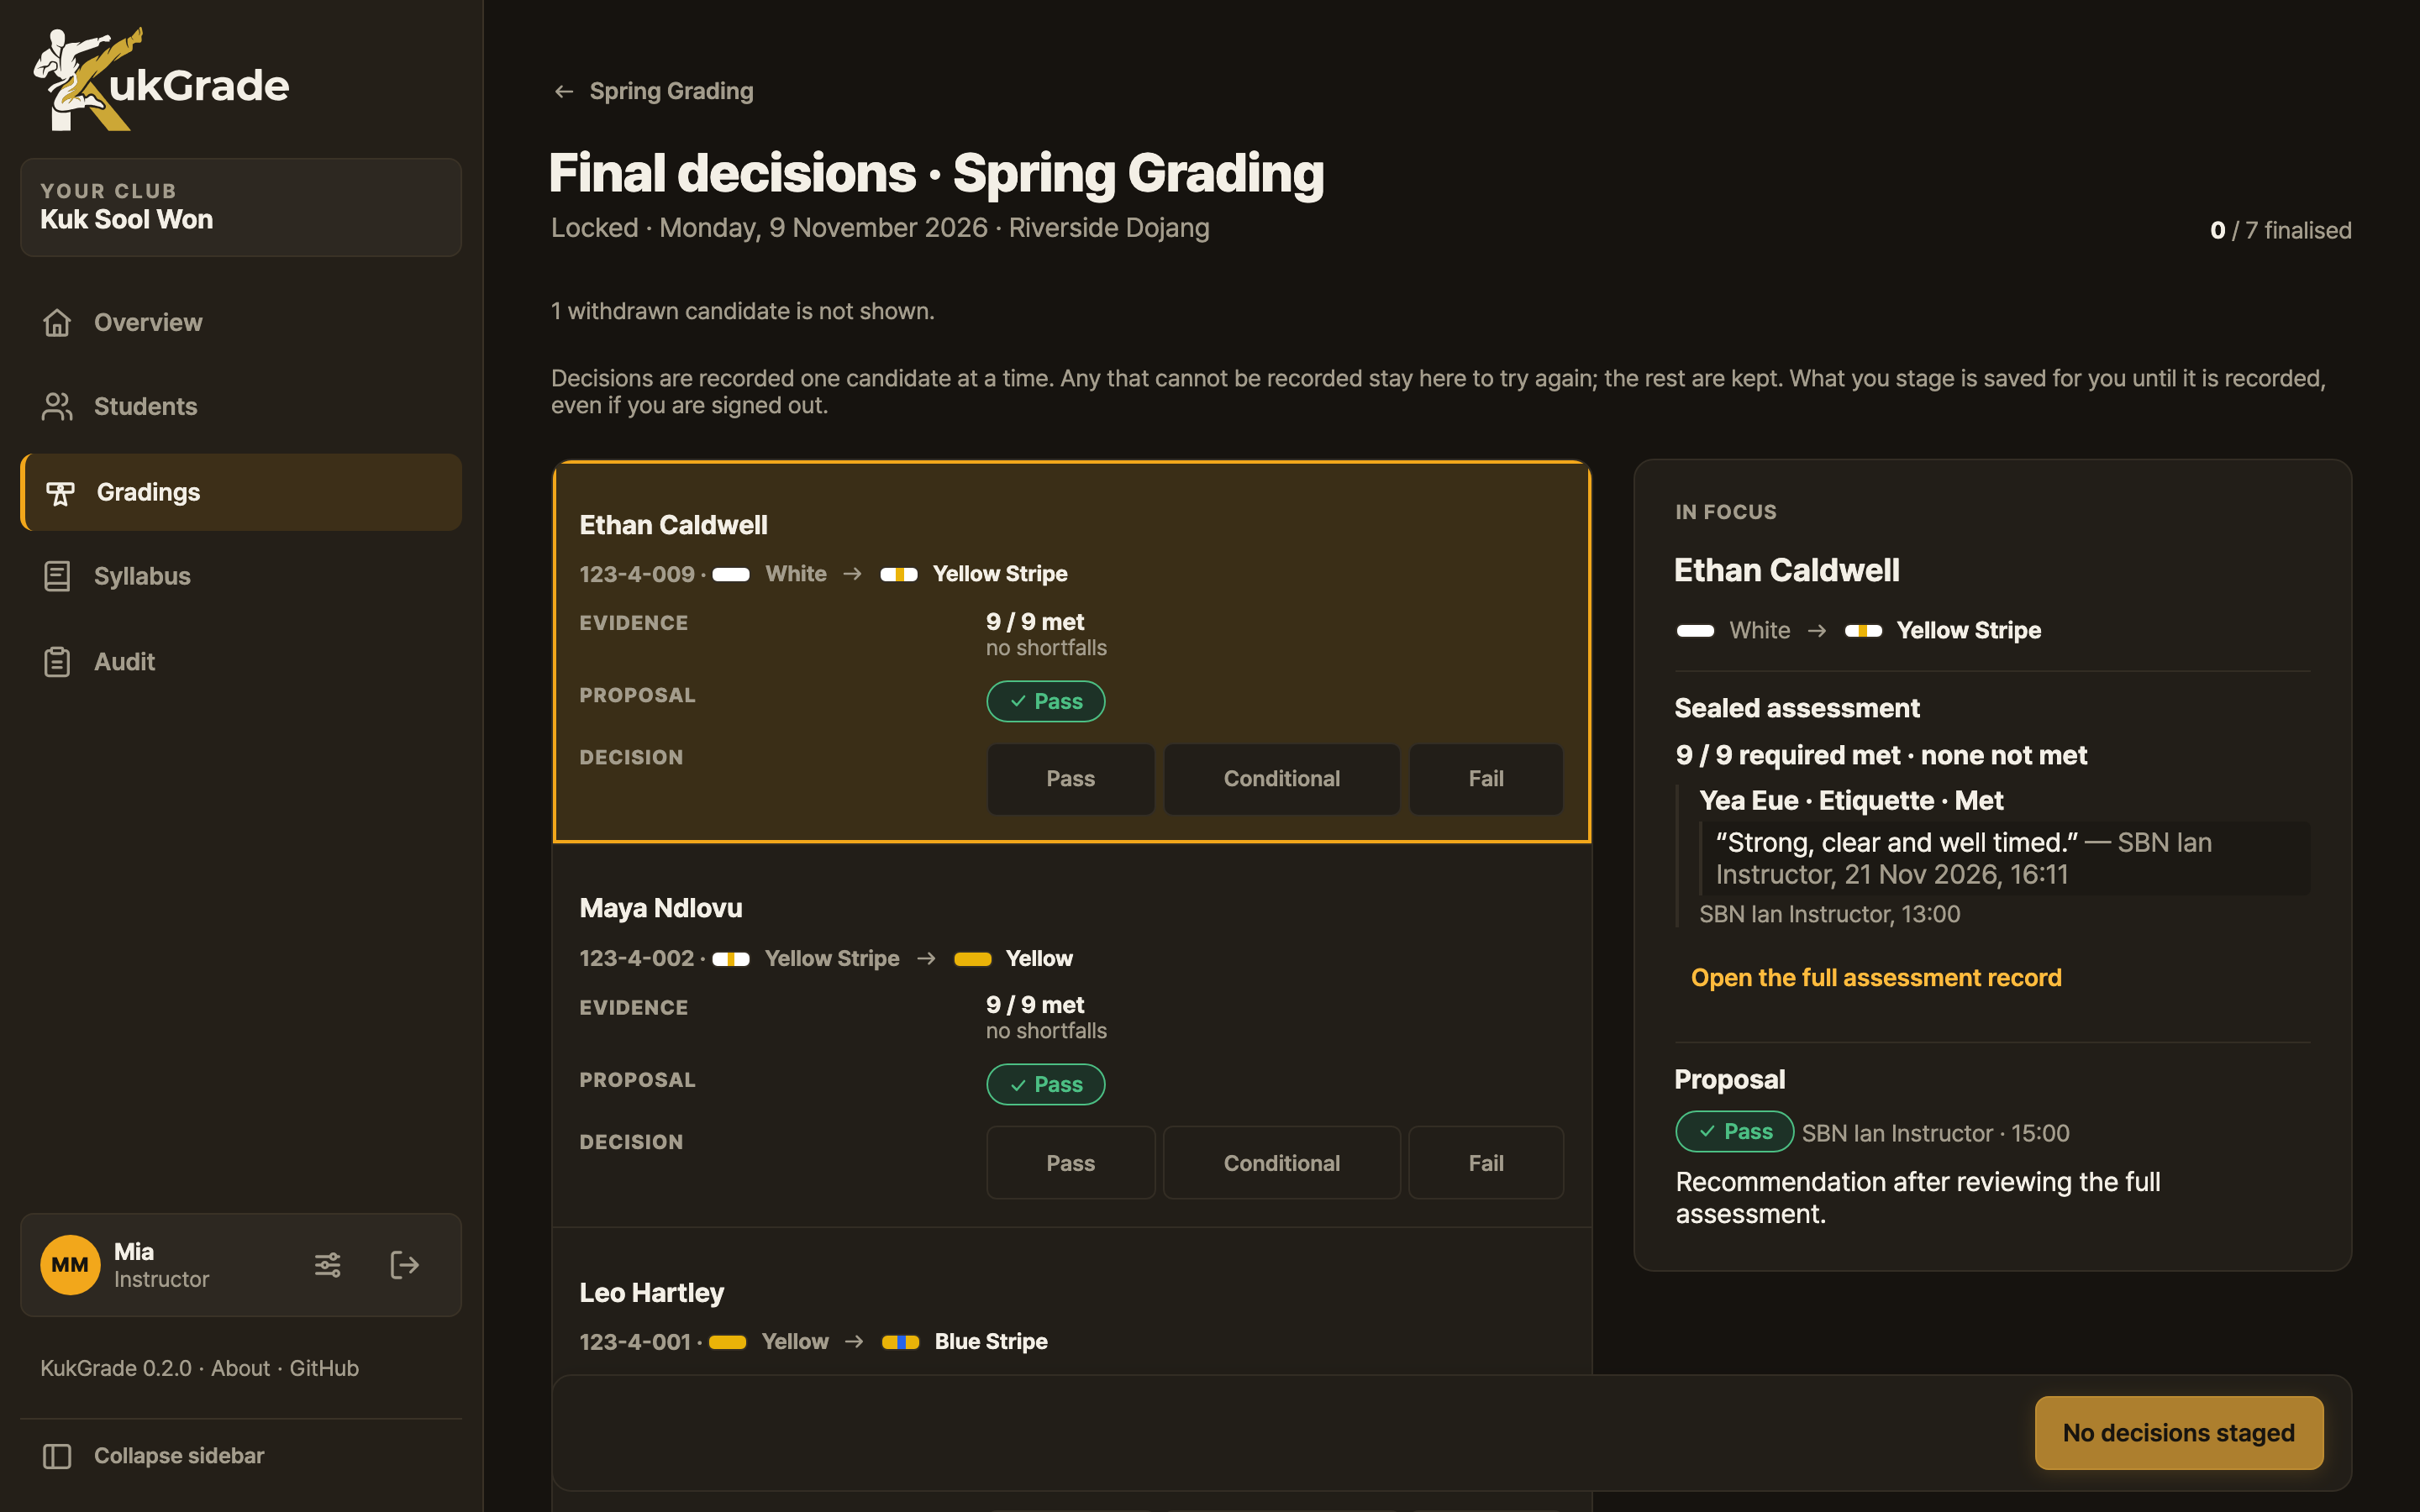 KukGrade
YOUR CLUB
Kuk Sool Won
Overview
Students
Gradings
Syllabus
Audit
MM
Mia
Instructor
KukGrade 0.2.0 · About · GitHub
Collapse sidebar
← Spring Grading
Final decisions · Spring Grading
Locked · Monday, 9 November 2026 · Riverside Dojang
0 / 7 finalised
1 withdrawn candidate is not shown.
Decisions are recorded one candidate at a time. Any that cannot be recorded stay here to try again; the rest are kept. What you stage is saved for you until it is recorded,
even if you are signed out.
Ethan Caldwell
123-4-009 · White → Yellow Stripe
EVIDENCE
9 / 9 met
no shortfalls
PROPOSAL
✓ Pass
DECISION
Pass
Conditional
Fail
Maya Ndlovu
123-4-002 · Yellow Stripe → Yellow
EVIDENCE
9 / 9 met
no shortfalls
PROPOSAL
✓ Pass
DECISION
Pass
Conditional
Fail
Leo Hartley
123-4-001 · Yellow → Blue Stripe
IN FOCUS
Ethan Caldwell
White → Yellow Stripe
Sealed assessment
9 / 9 required met · none not met
Yea Eue · Etiquette · Met
“Strong, clear and well timed.” — SBN Ian
Instructor, 21 Nov 2026, 16:11
SBN Ian Instructor, 13:00
Open the full assessment record
Proposal
✓ Pass SBN Ian Instructor · 15:00
Recommendation after reviewing the full
assessment.
No decisions staged